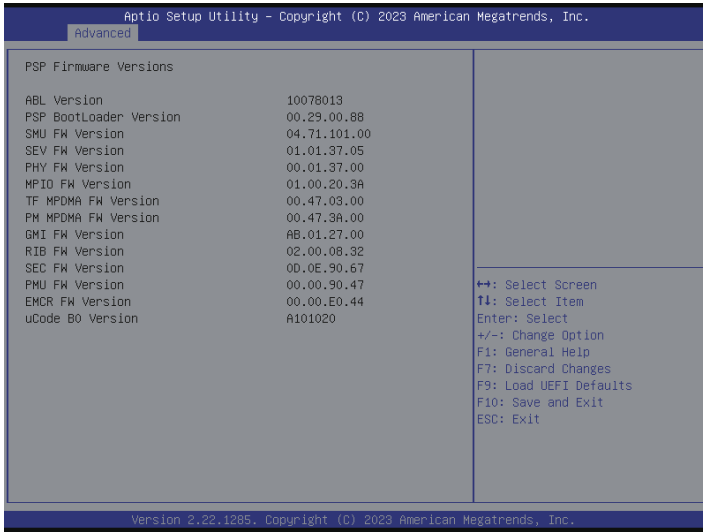 Aptio Setup Utility – Copyright (C) 2023 American Megatrends, Inc.
Advanced
PSP Firmware Versions
ABL Version 10078013
PSP BootLoader Version 00.29.00.88
SMU FW Version 04.71.101.00
SEV FW Version 01.01.37.05
PHY FW Version 00.01.37.00
MPIO FW Version 01.00.20.3A
TF MPDMA FW Version 00.47.03.00
PM MPDMA FW Version 00.47.3A.00
GMI FW Version AB.01.27.00
RIB FW Version 02.00.08.32
SEC FW Version 0D.0E.90.67
PMU FW Version 00.00.90.47
EMCR FW Version 00.00.E0.44
uCode B0 Version A101020
↔: Select Screen
↑↓: Select Item
Enter: Select
+/-: Change Option
F1: General Help
F7: Discard Changes
F9: Load UEFI Defaults
F10: Save and Exit
ESC: Exit
Version 2.22.1285. Copyright (C) 2023 American Megatrends, Inc.